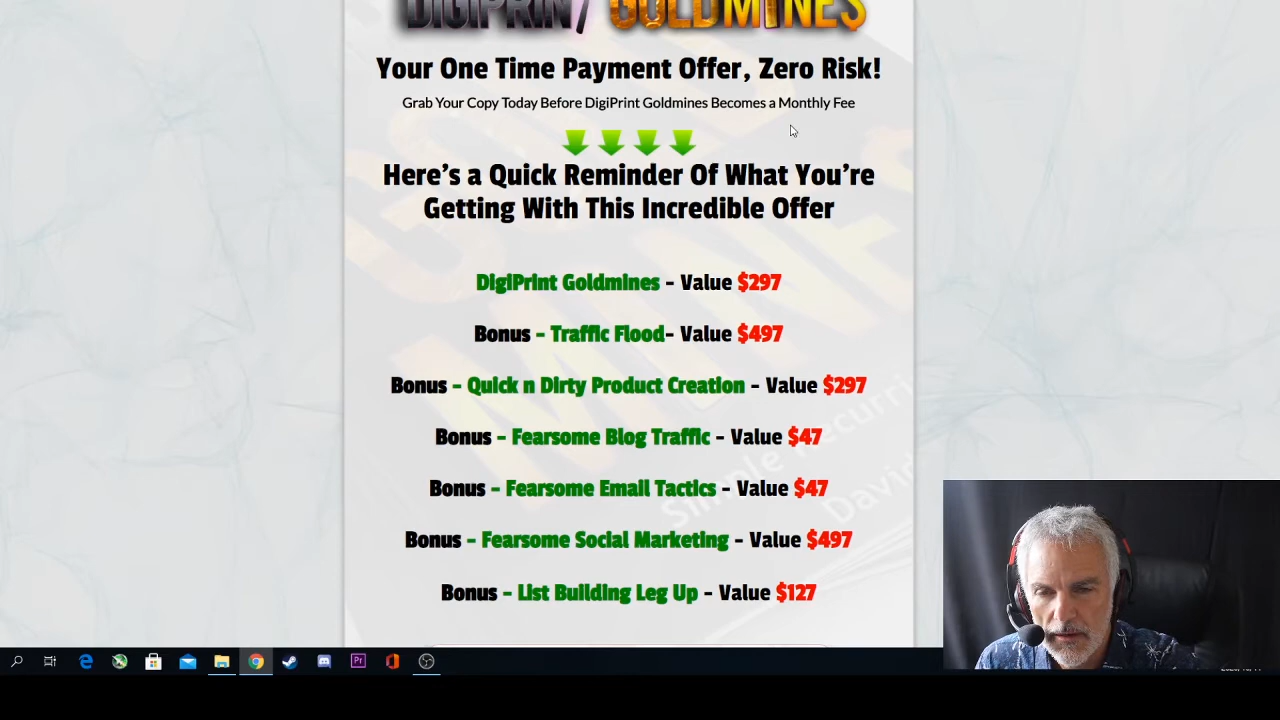 DIGIPRINT GOLDMINE$
Your One Time Payment Offer, Zero Risk!
Grab Your Copy Today Before DigiPrint Goldmines Becomes a Monthly Fee
Here's a Quick Reminder Of What You're
Getting With This Incredible Offer
DigiPrint Goldmines - Value $297
Bonus - Traffic Flood- Value $497
Bonus - Quick n Dirty Product Creation - Value $297
Bonus - Fearsome Blog Traffic - Value $47
Bonus - Fearsome Email Tactics - Value $47
Bonus - Fearsome Social Marketing - Value $497
Bonus - List Building Leg Up - Value $127
Pr